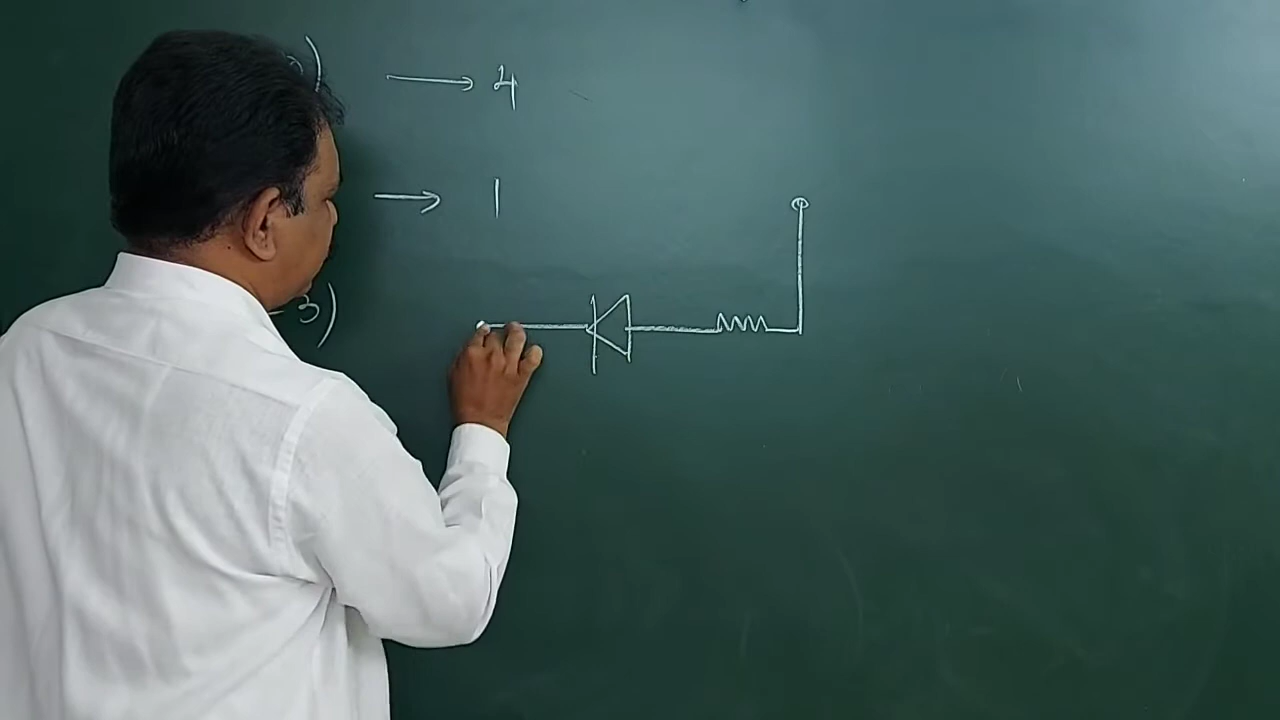 ) → 4
→ 1
3)